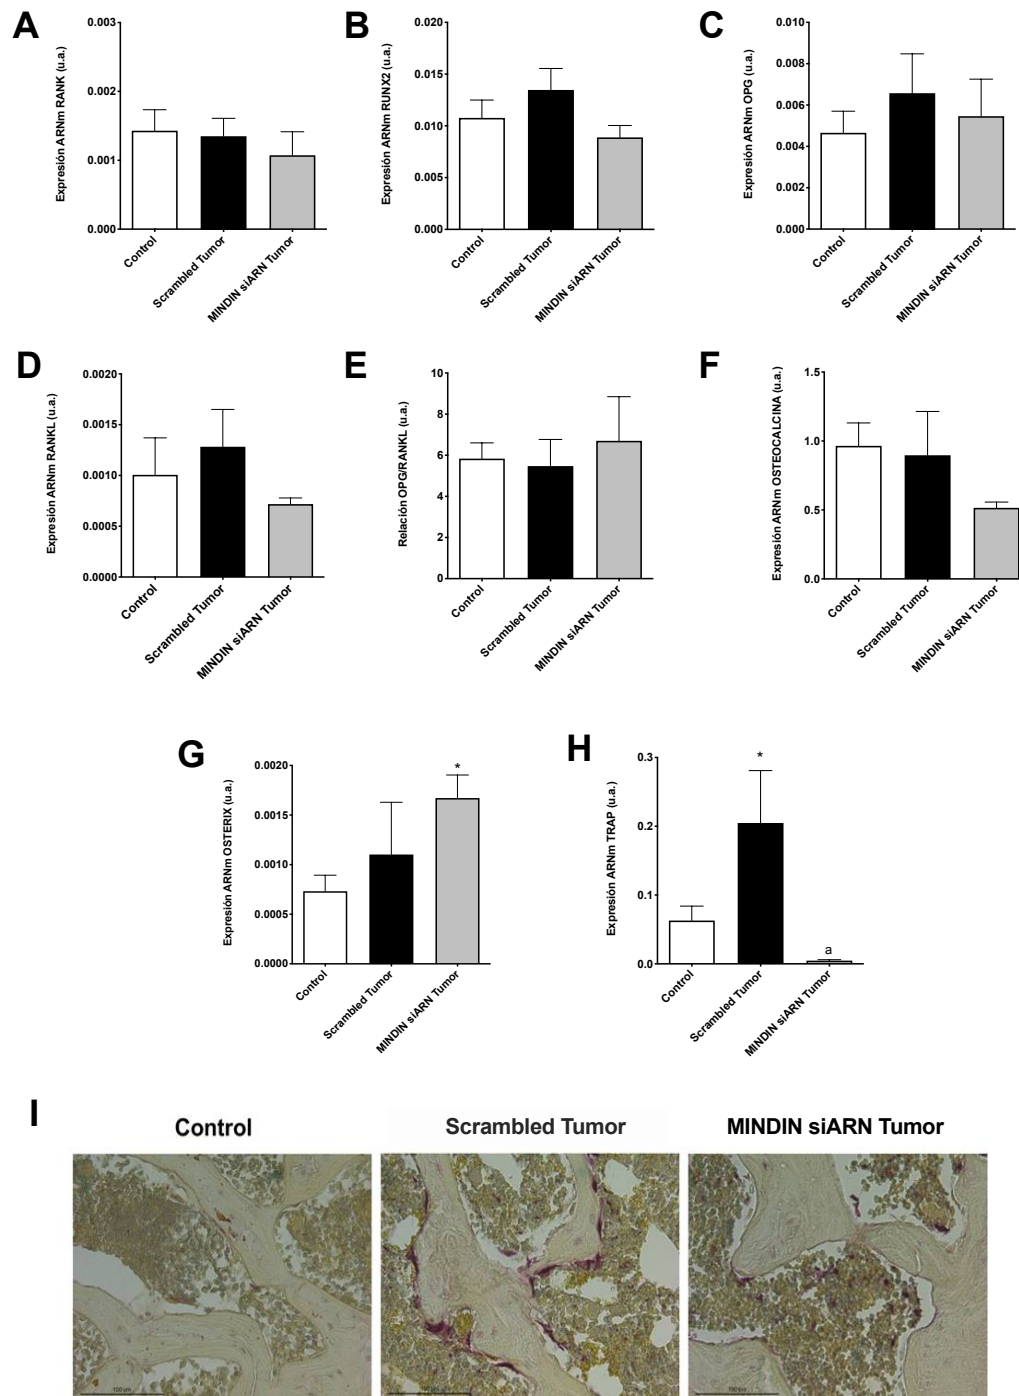 A
Expresión ARNm RANK (u.a.)
0.003
0.002
0.001
0.000
Control
Scrambled Tumor
MINDIN siARN Tumor
B
Expresión ARNm RUNX2 (u.a.)
0.020
0.015
0.010
0.005
0.000
Control
Scrambled Tumor
MINDIN siARN Tumor
C
Expresión ARNm OPG (u.a.)
0.010
0.008
0.006
0.004
0.002
0.000
Control
Scrambled Tumor
MINDIN siARN Tumor
D
Expresión ARNm RANKL (u.a.)
0.0020
0.0015
0.0010
0.0005
0.0000
Control
Scrambled Tumor
MINDIN siARN Tumor
E
Relación OPG/RANKL (u.a.)
10
8
6
4
2
0
Control
Scrambled Tumor
MINDIN siARN Tumor
F
Expresión ARNm OSTEOCALCINA (u.a.)
1.5
1.0
0.5
0.0
Control
Scrambled Tumor
MINDIN siARN Tumor
G
Expresión ARNm OSTERIX (u.a.)
0.0020
0.0015
0.0010
0.0005
0.0000
*
Control
Scrambled Tumor
MINDIN siARN Tumor
H
Expresión ARNm TRAP (u.a.)
0.3
0.2
0.1
0.0
*
a
Control
Scrambled Tumor
MINDIN siARN Tumor
I
Control
Scrambled Tumor
MINDIN siARN Tumor
100 µm
100 µm
100 µm